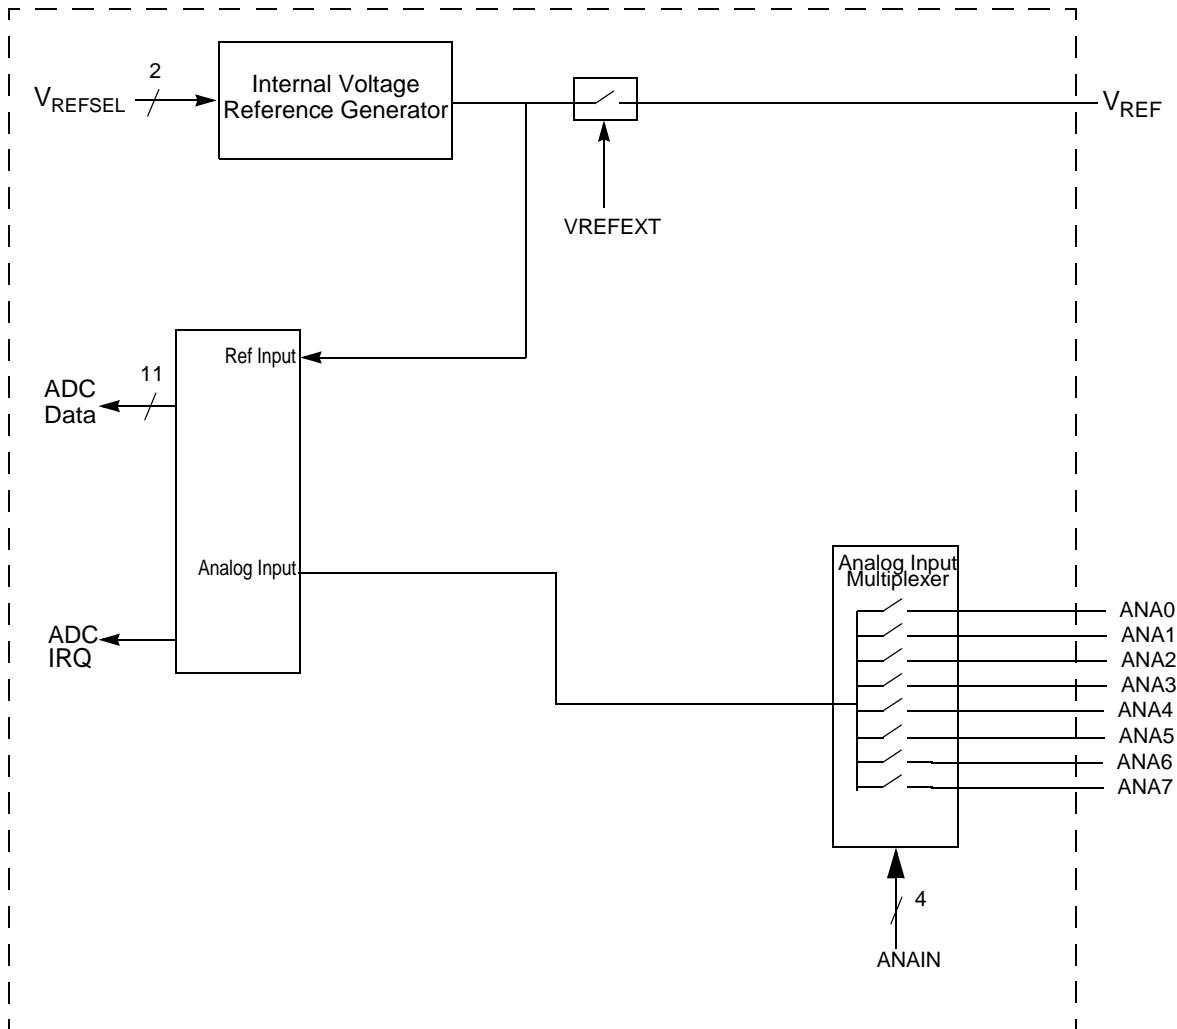 2
VREFSEL
Internal Voltage
Reference Generator
VREF
VREFEXT
Ref Input
11
ADC
Data
Analog Input
ADC
IRQ
Analog Input
Multiplexer
ANA0
ANA1
ANA2
ANA3
ANA4
ANA5
ANA6
ANA7
4
ANAIN